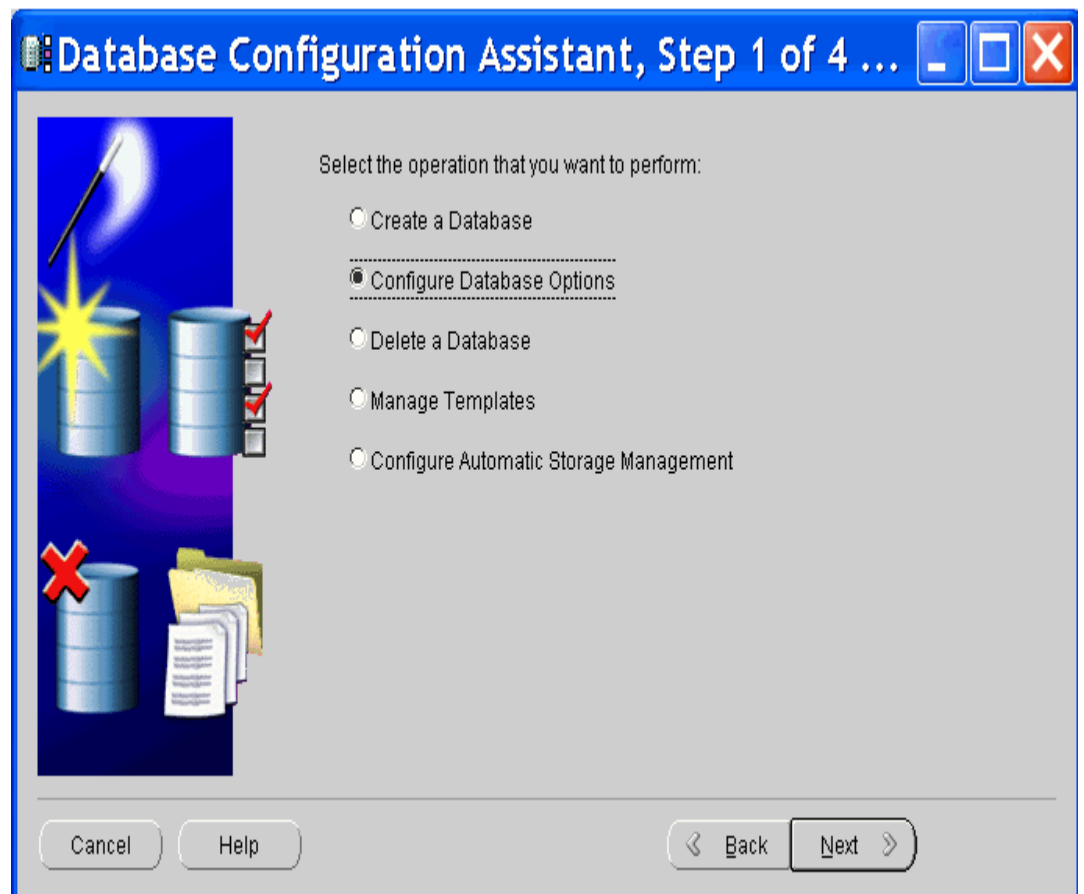 Database Configuration Assistant, Step 1 of 4 ...
Select the operation that you want to perform:
Create a Database
Configure Database Options
Delete a Database
Manage Templates
Configure Automatic Storage Management
Cancel
Help
Back
Next